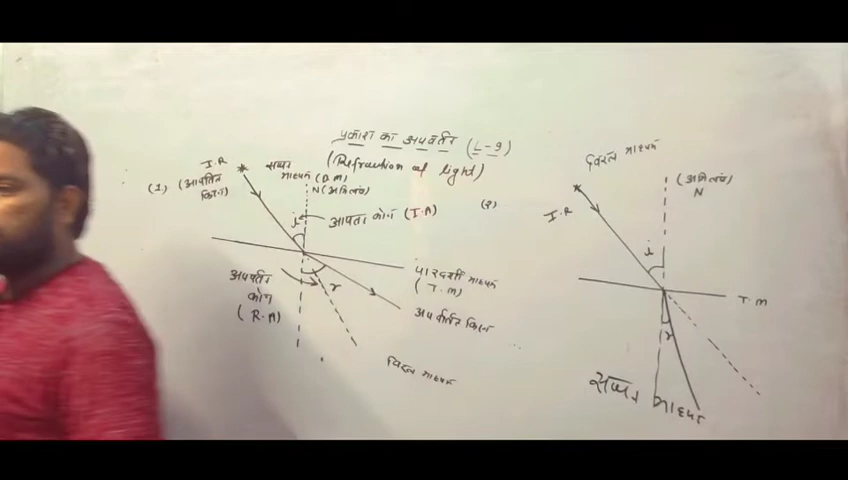 प्रकाश का अपवर्तन (L-9)
(Refraction of light)
(1)
I.R
(आपतित
किरण)
सघन
माध्यम (D.M)
N (अभिलंब)
i
आपतन कोण (I.A)
पारदर्शी माध्यम
(T.M)
अपवर्तन
कोण
(R.A)
r
अपवर्तित किरण
विरल माध्यम
(2)
विरल माध्यम
(अभिलंब)
N
I.R
i
T.M
r
सघन माध्यम